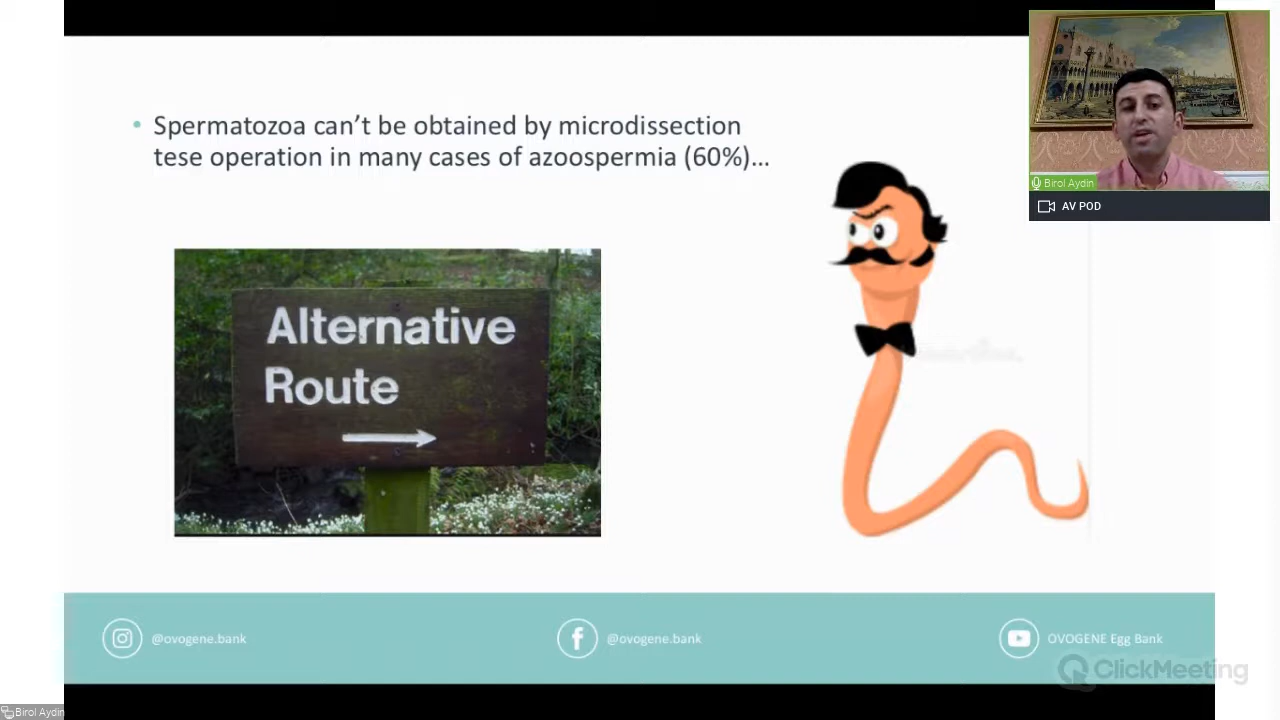 • Spermatozoa can't be obtained by microdissection
tese operation in many cases of azoospermia (60%)...
Birol Aydin
AV POD
Alternative
Route
@ovogene.bank
@ovogene.bank
OVOGENE Egg Bank
ClickMeeting
Birol Aydin